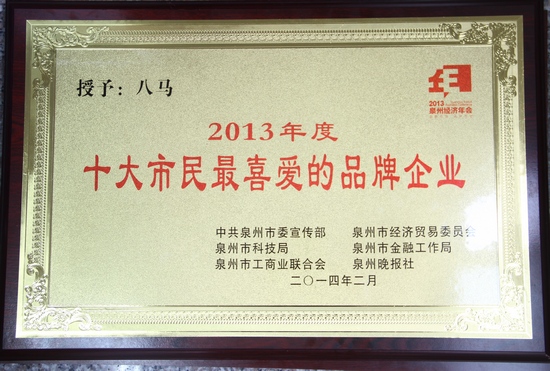 授予：八马
2013
泉州经济年会
2013年度
十大市民最喜爱的品牌企业
中共泉州市委宣传部 泉州市经济贸易委员会
泉州市科技局 泉州市金融工作局
泉州市工商业联合会 泉州晚报社
二〇一四年二月